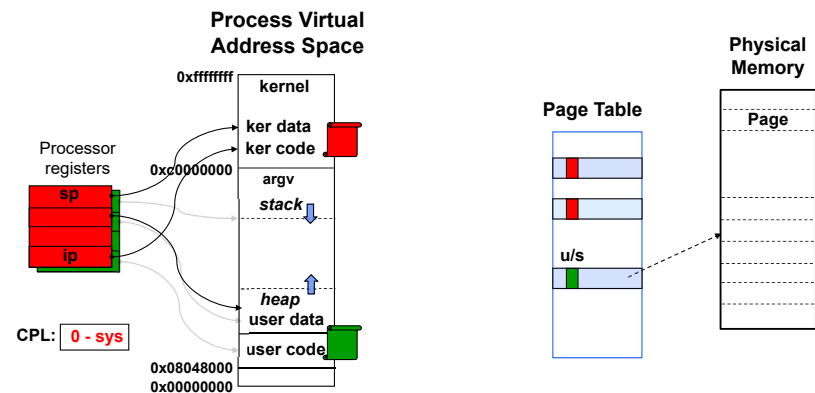 Process Virtual
Address Space
0xffffffff
kernel
ker data
ker code
0xc0000000
argv
stack
heap
user data
user code
0x08048000
0x00000000
Processor
registers
sp
ip
CPL:
0 - sys
Page Table
u/s
Physical
Memory
Page